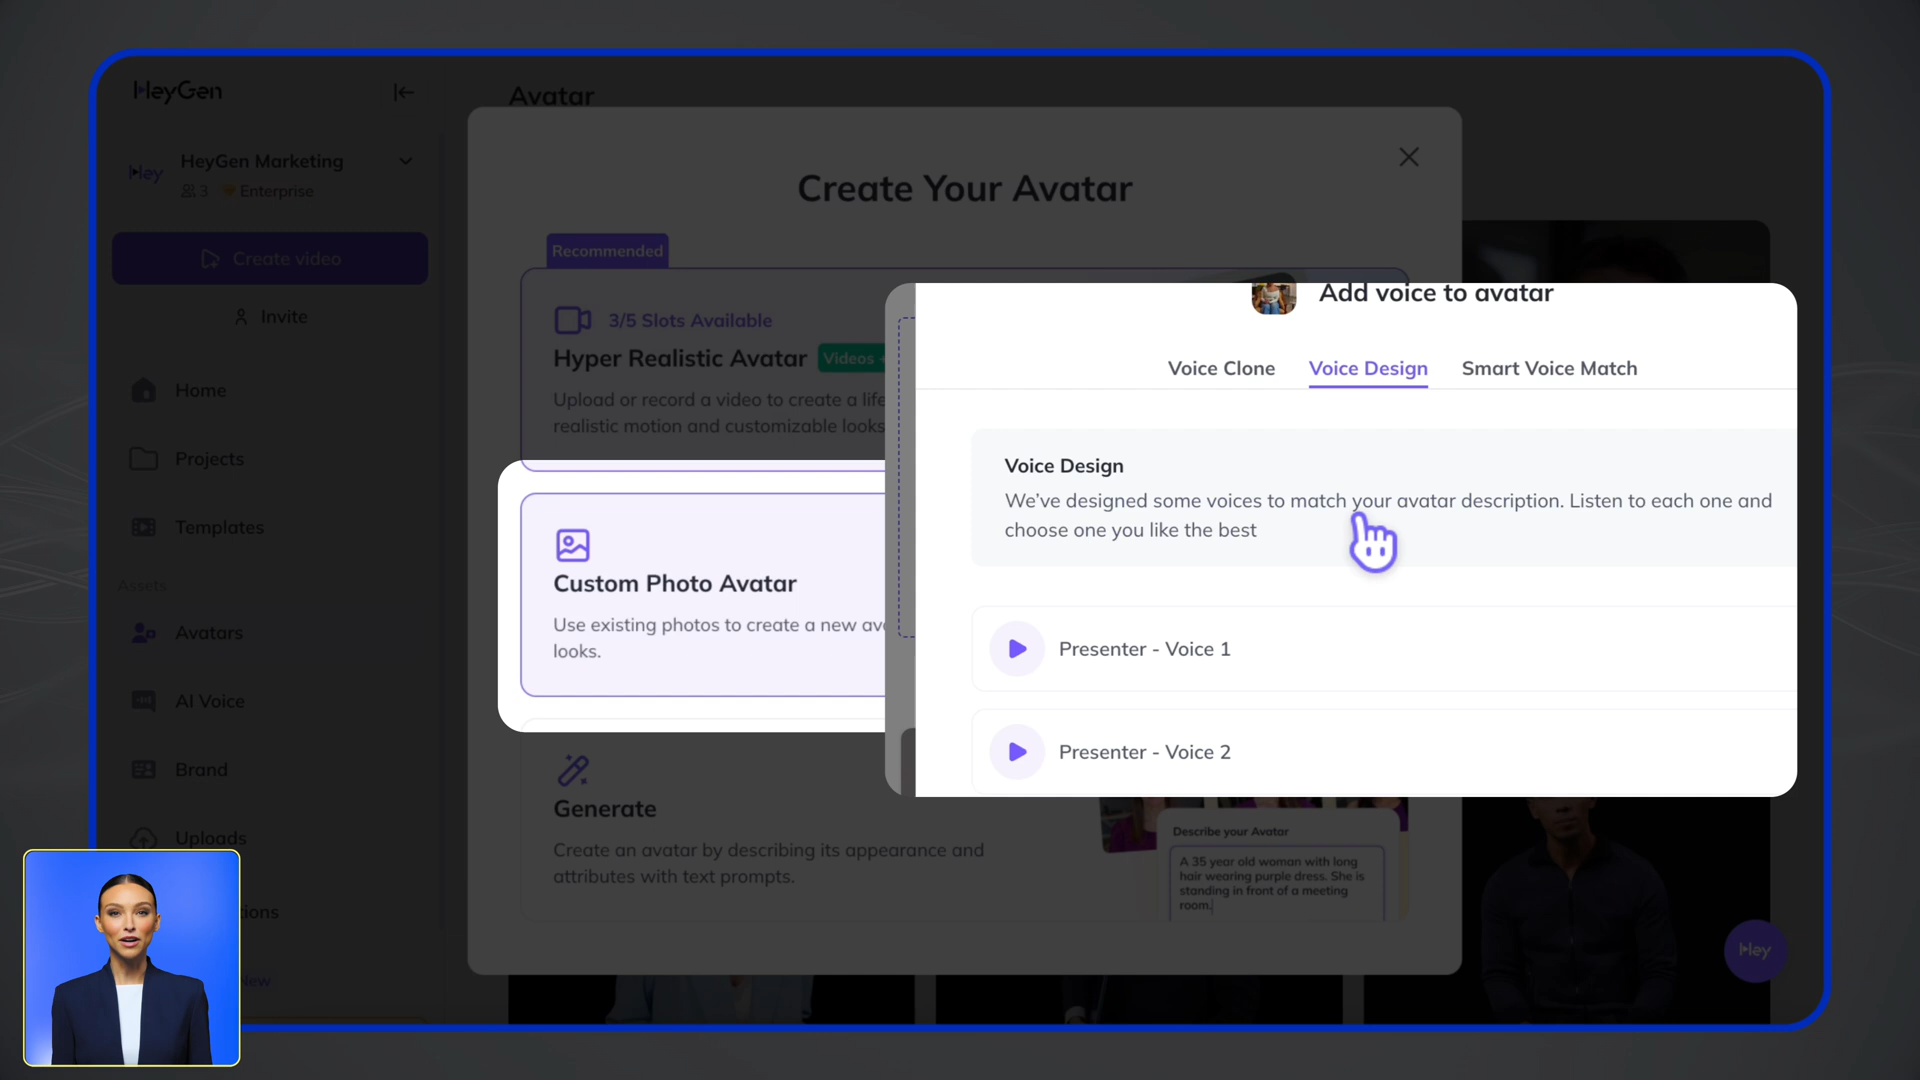 HeyGen
Hey
HeyGen Marketing
3
Enterprise
Create video
Invite
Home
Projects
Templates
Assets
Avatars
AI Voice
Brand
Uploads
Avatar
Create Your Avatar
Recommended
3/5 Slots Available
Hyper Realistic Avatar
Videos
Upload or record a video to create a
realistic motion and customizable looks
Custom Photo Avatar
Use existing photos to create a new
looks.
Generate
Create an avatar by describing its appearance and
attributes with text prompts.
Describe your Avatar
A 35 year old woman with long
hair wearing purple dress. She is
standing in front of a meeting
room.
Add voice to avatar
Voice Clone
Voice Design
Smart Voice Match
Voice Design
We've designed some voices to match your avatar description. Listen to each one and
choose one you like the best
Presenter - Voice 1
Presenter - Voice 2
Hey